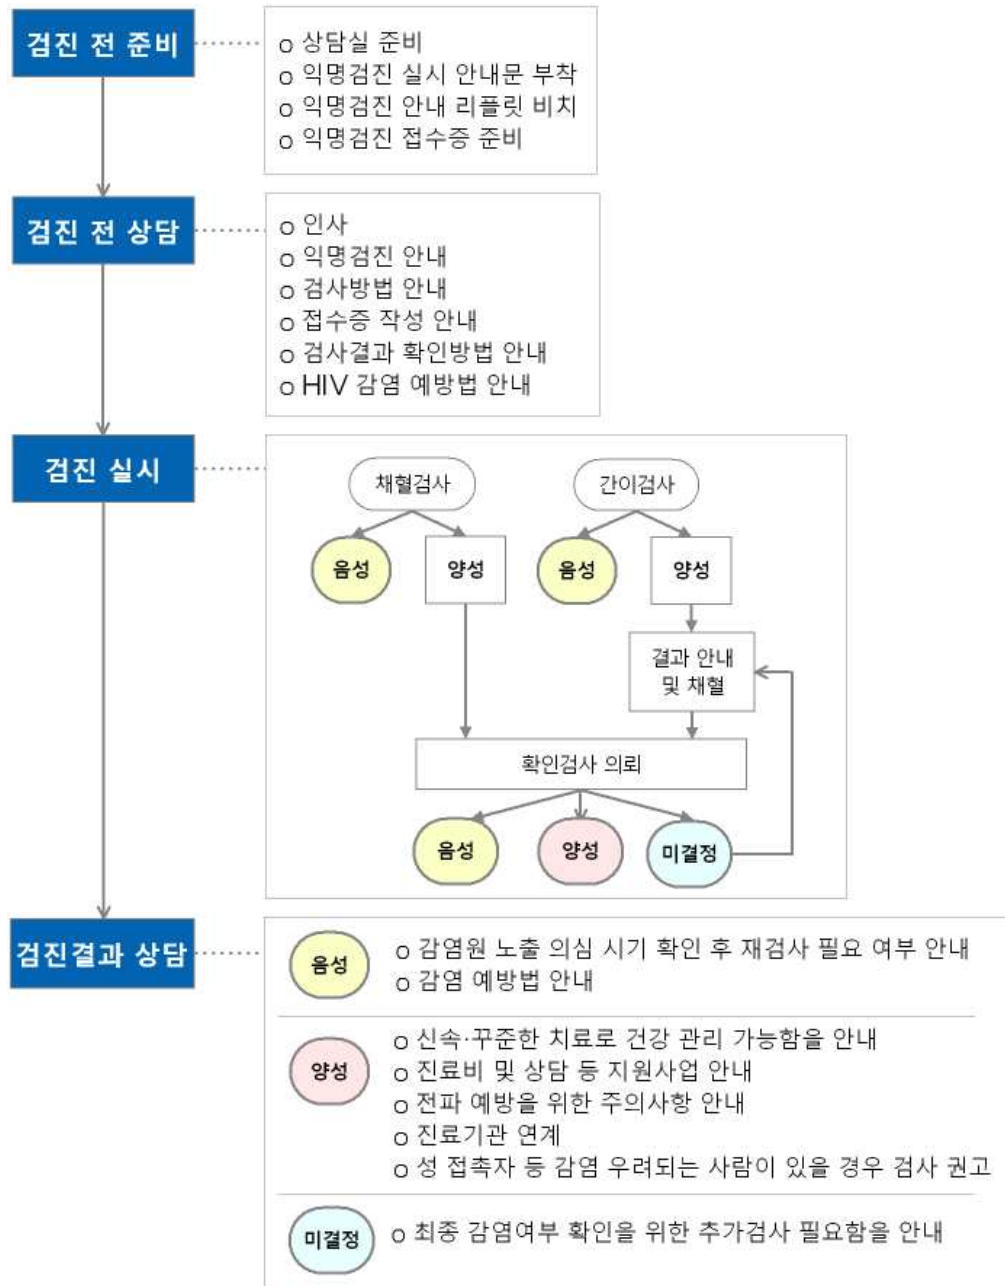 검진 전 준비
o 상담실 준비
o 익명검진 실시 안내문 부착
o 익명검진 안내 리플릿 비치
o 익명검진 접수증 준비
검진 전 상담
o 인사
o 익명검진 안내
o 검사방법 안내
o 접수증 작성 안내
o 검사결과 확인방법 안내
o HIV 감염 예방법 안내
검진 실시
채혈검사
간이검사
음성
양성
음성
양성
결과 안내
및 채혈
확인검사 의뢰
음성
양성
미결정
검진결과 상담
음성
o 감염원 노출 의심 시기 확인 후 재검사 필요 여부 안내
o 감염 예방법 안내
양성
o 신속·꾸준한 치료로 건강 관리 가능함을 안내
o 진료비 및 상담 등 지원사업 안내
o 전파 예방을 위한 주의사항 안내
o 진료기관 연계
o 성 접촉자 등 감염 우려되는 사람이 있을 경우 검사 권고
미결정
o 최종 감염여부 확인을 위한 추가검사 필요함을 안내